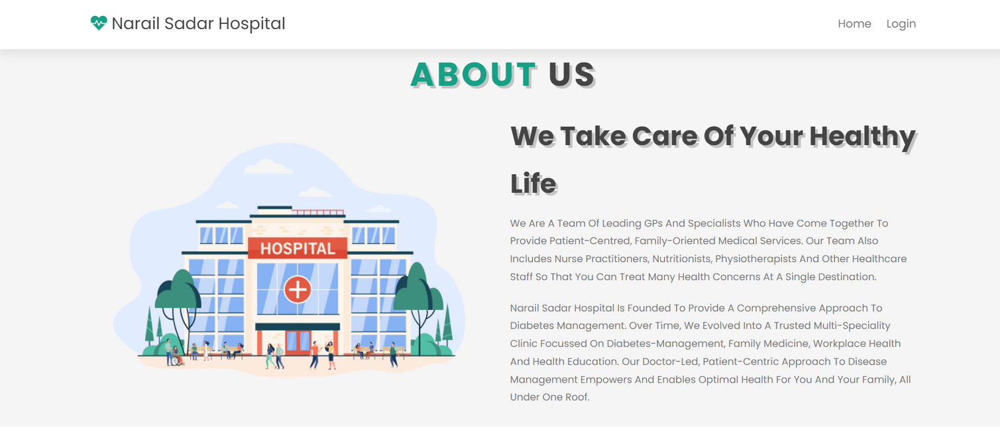 Narail Sadar Hospital
Home
Login
ABOUT US
We Take Care Of Your Healthy
Life
We Are A Team Of Leading GPs And Specialists Who Have Come Together To
Provide Patient-Centred, Family-Oriented Medical Services. Our Team Also
Includes Nurse Practitioners, Nutritionists, Physiotherapists And Other Healthcare
Staff So That You Can Treat Many Health Concerns At A Single Destination.
HOSPITAL
Narail Sadar Hospital Is Founded To Provide A Comprehensive Approach To
Diabetes Management. Over Time, We Evolved Into A Trusted Multi-Speciality
Clinic Focussed On Diabetes-Management, Family Medicine, Workplace Health
And Health Education. Our Doctor-Led, Patient-Centric Approach To Disease
Management Empowers And Enables Optimal Health For You And Your Family, All
Under One Roof.